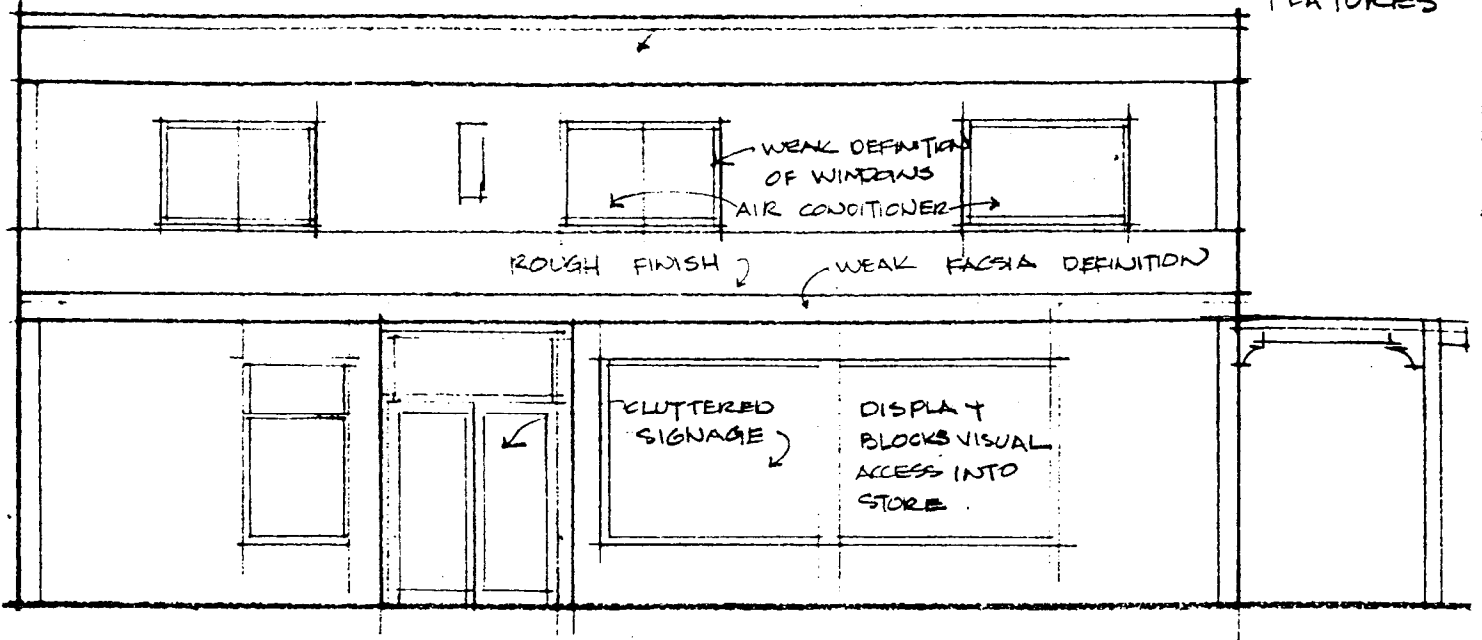 FEATURES
WEAK DEFINITION
OF WINDOWS
AIR CONDITIONER
ROUGH FINISH
WEAK FACSIA DEFINITION
CLUTTERED
SIGNAGE
DISPLAY
BLOCKS VISUAL
ACCESS INTO
STORE.